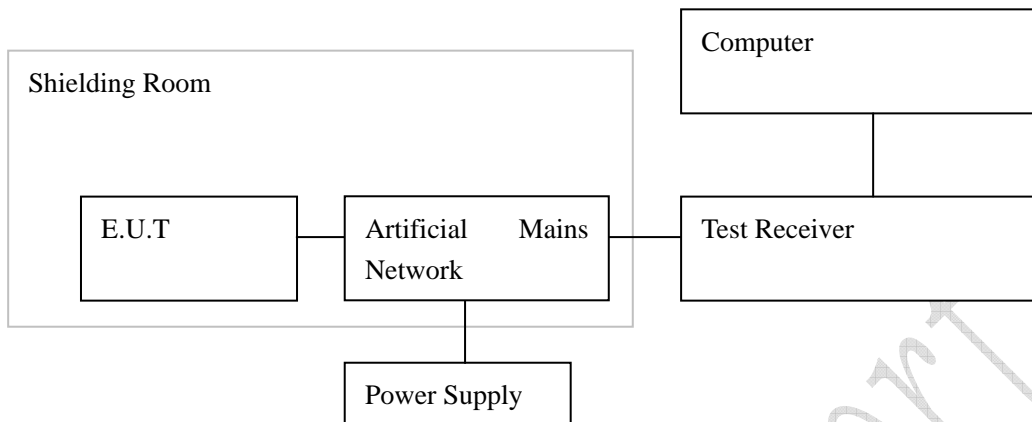 Computer
Shielding Room
E.U.T
Artificial Mains
Network
Test Receiver
Power Supply